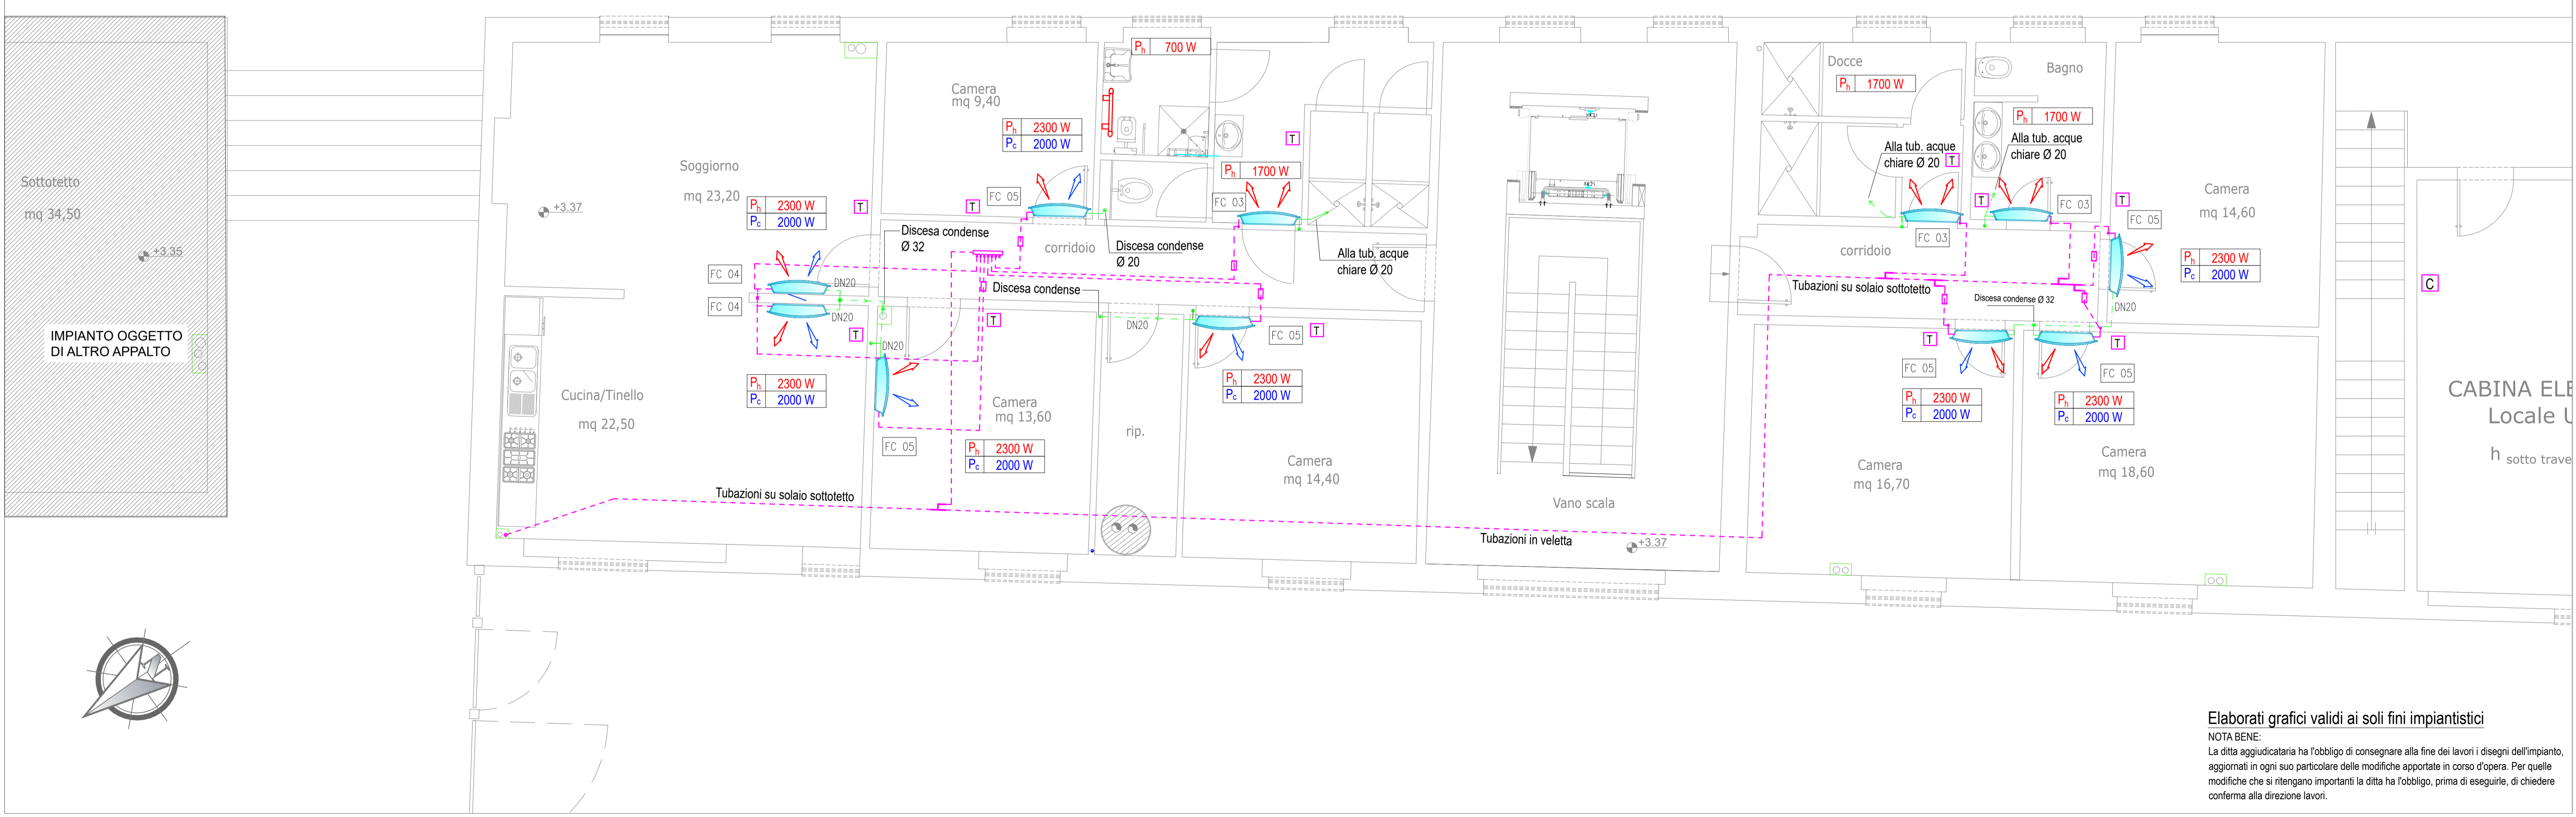 Sottotetto
mq 34,50
+3.35
IMPIANTO OGGETTO
DI ALTRO APPALTO
Soggiorno
mq 23,20
+3.37
Ph 2300 W
Pc 2000 W
T
FC 04
FC 04
DN20
DN20
T
DN20
Ph 2300 W
Pc 2000 W
Cucina/Tinello
mq 22,50
Tubazioni su solaio sottotetto
Camera
mq 9,40
Ph 2300 W
Pc 2000 W
FC 05
T
Discesa condense
Ø 32
corridoio
Discesa condense
Ø 20
Discesa condense
T
FC 05
Camera
mq 13,60
Ph 2300 W
Pc 2000 W
rip.
DN20
Ph 700 W
T
Ph 1700 W
FC 03
Alla tub. acque
chiare Ø 20
FC 05
T
Ph 2300 W
Pc 2000 W
Camera
mq 14,40
Vano scala
Tubazioni in veletta
+3.37
Docce
Ph 1700 W
Alla tub. acque
chiare Ø 20
T
FC 03
corridoio
Tubazioni su solaio sottotetto
Bagno
Ph 1700 W
Alla tub. acque
chiare Ø 20
T
FC 03
T
FC 05
Camera
mq 14,60
Ph 2300 W
Pc 2000 W
Discesa condense Ø 32
DN20
T
FC 05
Ph 2300 W
Pc 2000 W
Camera
mq 16,70
T
FC 05
Ph 2300 W
Pc 2000 W
Camera
mq 18,60
C
CABINA ELE
Locale U
h sotto trave
Elaborati grafici validi ai soli fini impiantistici
NOTA BENE:
La ditta aggiudicataria ha l'obbligo di consegnare alla fine dei lavori i disegni dell'impianto,
aggiornati in ogni suo particolare delle modifiche apportate in corso d'opera. Per quelle
modifiche che si ritengano importanti la ditta ha l'obbligo, prima di eseguirle, di chiedere
conferma alla direzione lavori.